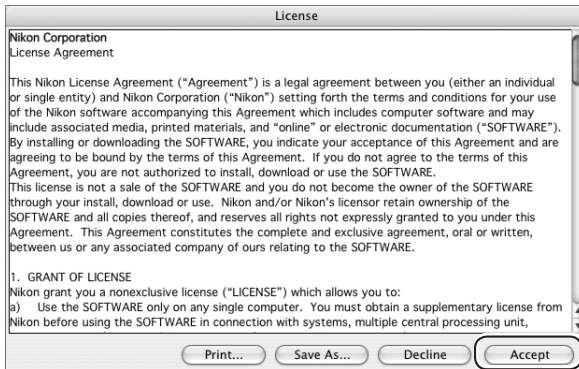 License
Nikon Corporation
License Agreement
This Nikon License Agreement (“Agreement”) is a legal agreement between you (either an individual
or single entity) and Nikon Corporation (“Nikon”) setting forth the terms and conditions for your use
of the Nikon software accompanying this Agreement which includes computer software and may
include associated media, printed materials, and “online” or electronic documentation (“SOFTWARE”).
By installing or downloading the SOFTWARE, you indicate your acceptance of this Agreement and are
agreeing to be bound by the terms of this Agreement.  If you do not agree to the terms of this
Agreement, you are not authorized to install, download or use the SOFTWARE.
This license is not a sale of the SOFTWARE and you do not become the owner of the SOFTWARE
through your install, download or use.  Nikon and/or Nikon's licensor retain ownership of the
SOFTWARE and all copies thereof, and reserves all rights not expressly granted to you under this
Agreement.  This Agreement constitutes the complete and exclusive agreement, oral or written,
between us or any associated company of ours relating to the SOFTWARE.
1.  GRANT OF LICENSE
Nikon grant you a nonexclusive license (“LICENSE”) which allows you to:
a)    Use the SOFTWARE only on any single computer.  You must obtain a supplementary license from
Nikon before using the SOFTWARE in connection with systems, multiple central processing unit,
Print... Save As... Decline Accept